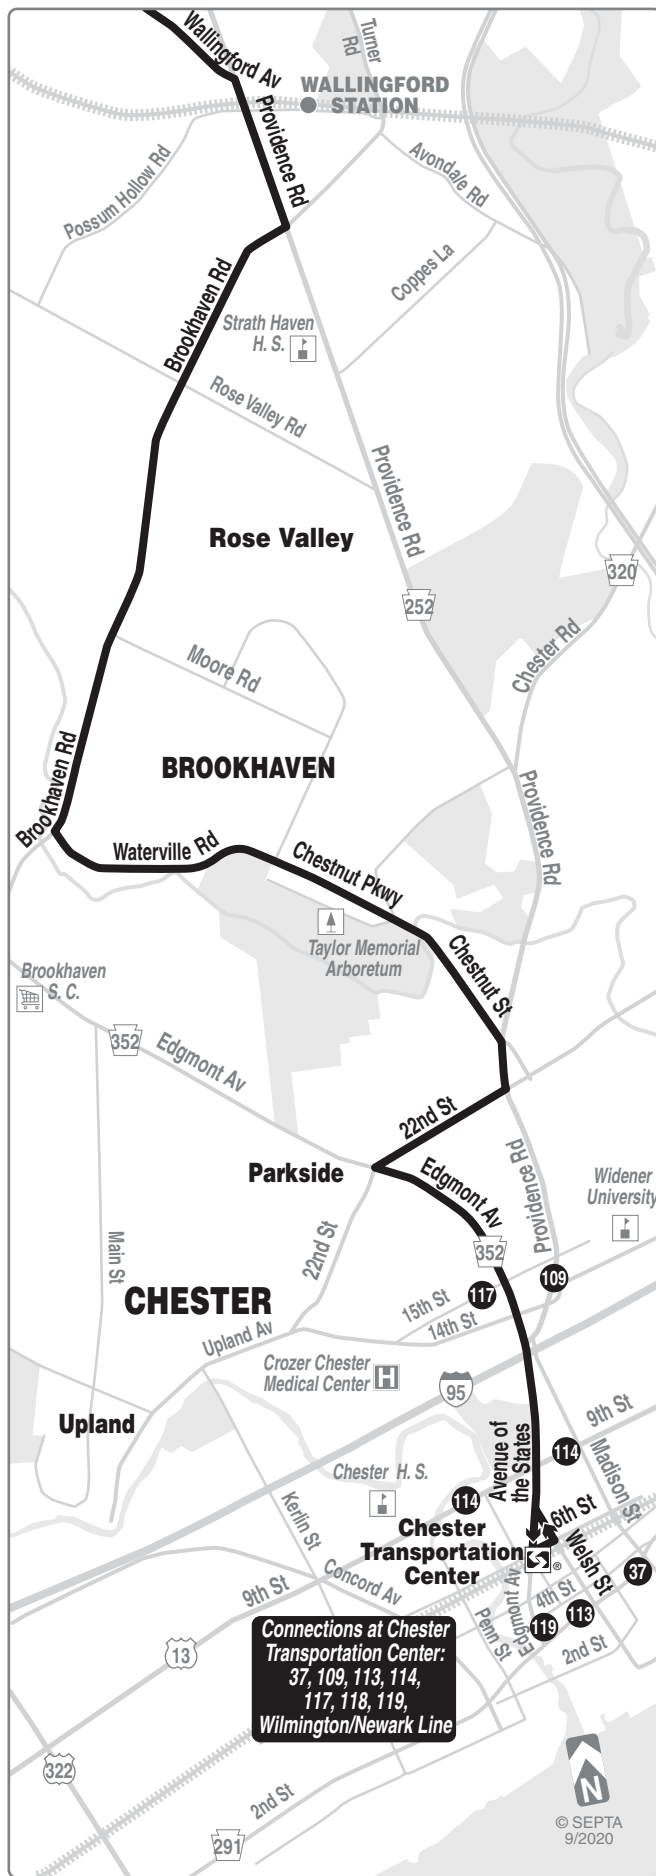 Wallingford Av
Turner
Rd
WALLINGFORD
STATION
Providence Rd
Possum Hollow Rd
Avondale Rd
Coppes La
Brookhaven Rd
Strath Haven
H. S.
Rose Valley Rd
Providence Rd
Rose Valley
320
252
Chester Rd
Moore Rd
BROOKHAVEN
Brookhaven Rd
Providence Rd
Waterville Rd
Chestnut Pkwy
Taylor Memorial
Arboretum
Chestnut St
Brookhaven
S. C.
352
Edgmont Av
22nd St
Parkside
Edgmont Av
Providence Rd
Widener
University
Main St
22nd St
352
109
117
CHESTER
15th St
14th St
Upland Av
Crozer Chester
Medical Center
H
95
Upland
Avenue of
the States
9th St
114
Madison St
Chester H. S.
114
Kerlin St
Chester
Transportation
Center
6th St
®
Welsh St
37
9th St
Concord Av
Penn St
Edgmont Av
4th St
119
113
2nd St
13
Connections at Chester
Transportation Center:
37, 109, 113, 114,
117, 118, 119,
Wilmington/Newark Line
322
2nd St
291
N
© SEPTA
9/2020